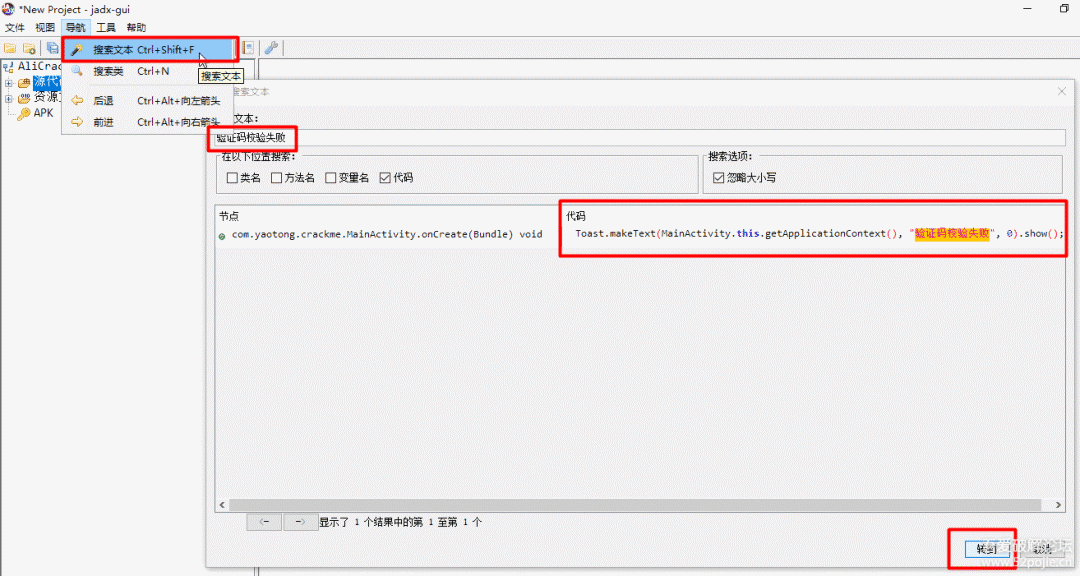 *New Project - jadx-gui
文件 视图 导航 工具 帮助
搜索文本 Ctrl+Shift+F
搜索类 Ctrl+N
搜索文本
后退 Ctrl+Alt+向左箭头
前进 Ctrl+Alt+向右箭头
AliCrac
源代
资源文
APK
搜索文本
文本:
验证码校验失败
在以下位置搜索:
类名 方法名 变量名 代码
搜索选项:
忽略大小写
节点 代码
com.yaotong.crackme.MainActivity.onCreate(Bundle) void Toast.makeText(MainActivity.this.getApplicationContext(), "验证码校验失败", 0).show();
<- -> 显示了 1 个结果中的第 1 至第 1 个
转到 取消
吾爱破解论坛
www.52pojie.cn